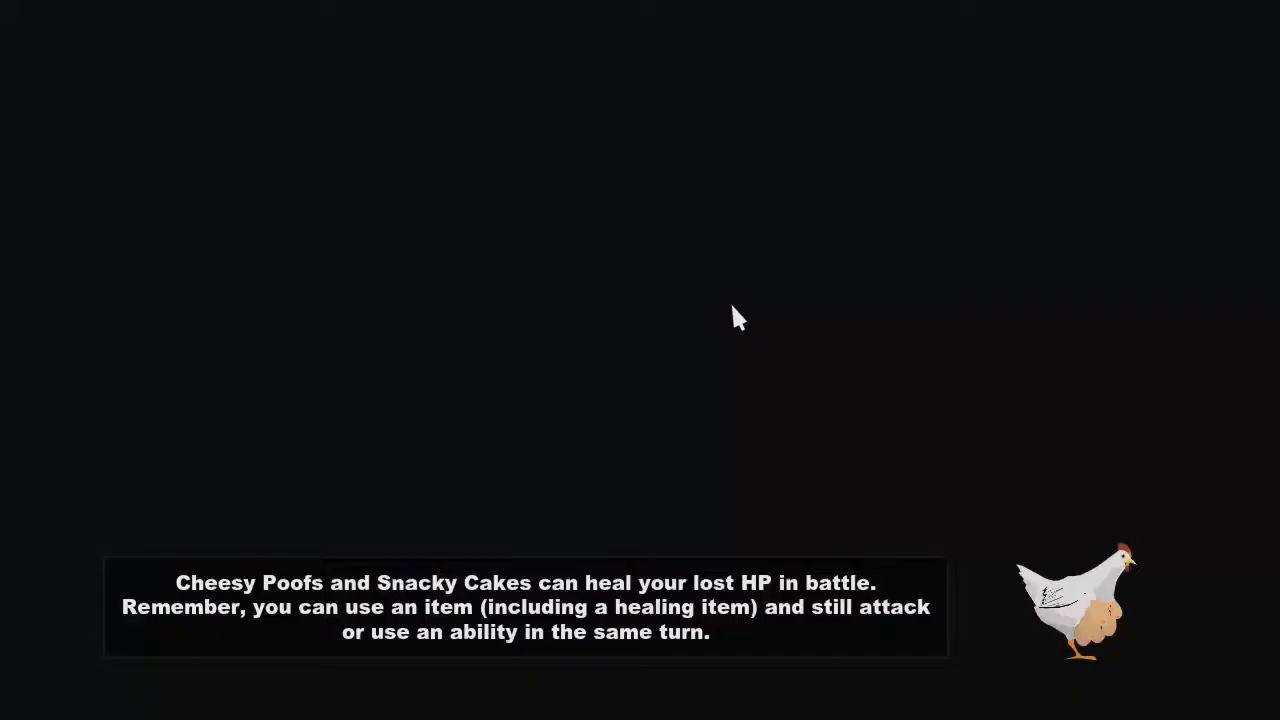 Cheesy Poofs and Snacky Cakes can heal your lost HP in battle.
Remember, you can use an item (including a healing item) and still attack
or use an ability in the same turn.